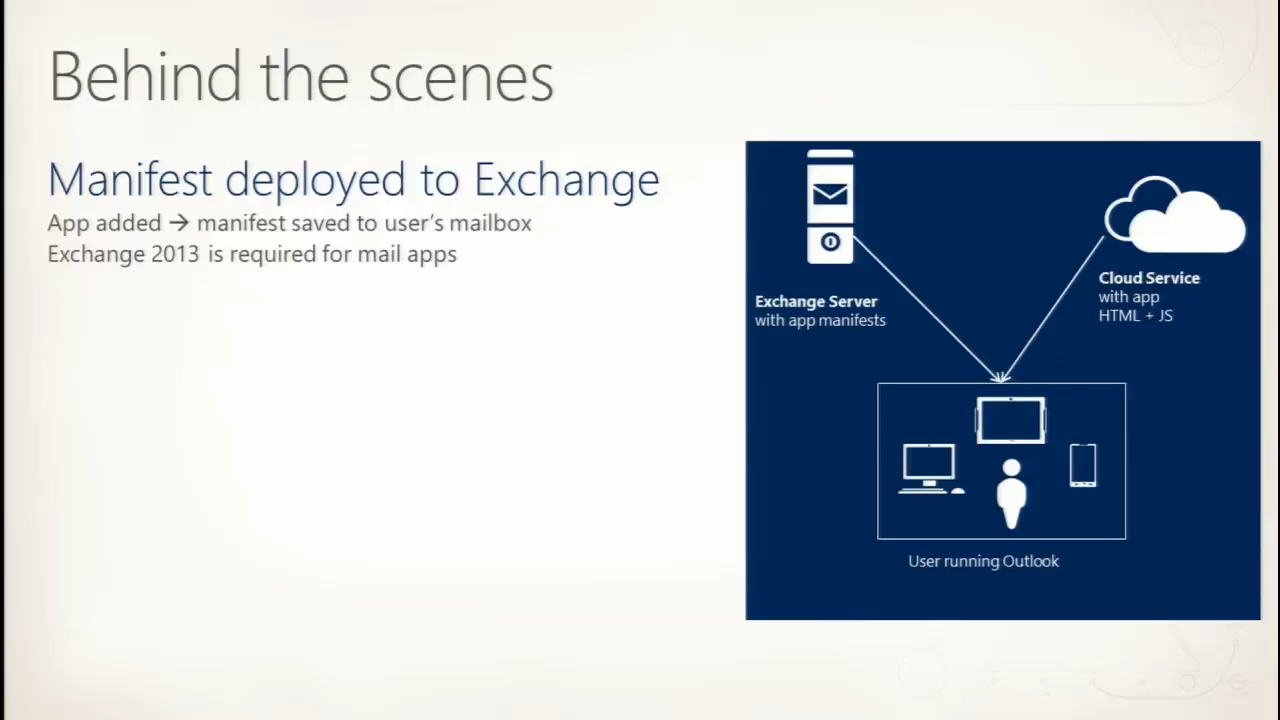 Behind the scenes
Manifest deployed to Exchange
App added → manifest saved to user's mailbox
Exchange 2013 is required for mail apps
Exchange Server
with app manifests
Cloud Service
with app
HTML + JS
User running Outlook